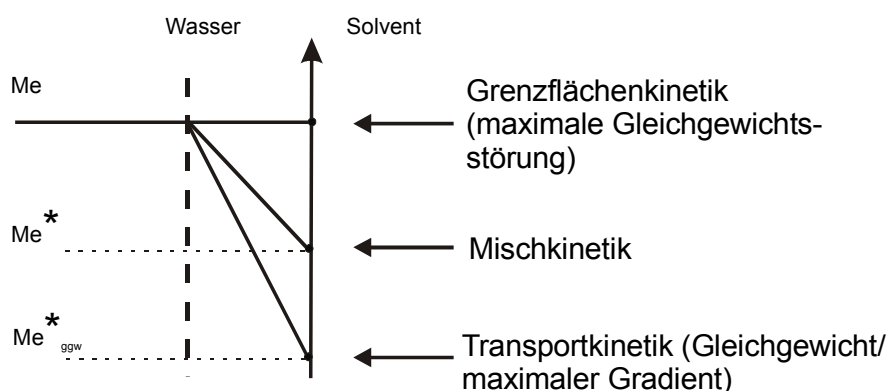 Wasser
Solvent
Me
Grenzflächenkinetik
(maximale Gleichgewichts-
störung)
Me*
Mischkinetik
Me*ggw
Transportkinetik (Gleichgewicht/
maximaler Gradient)